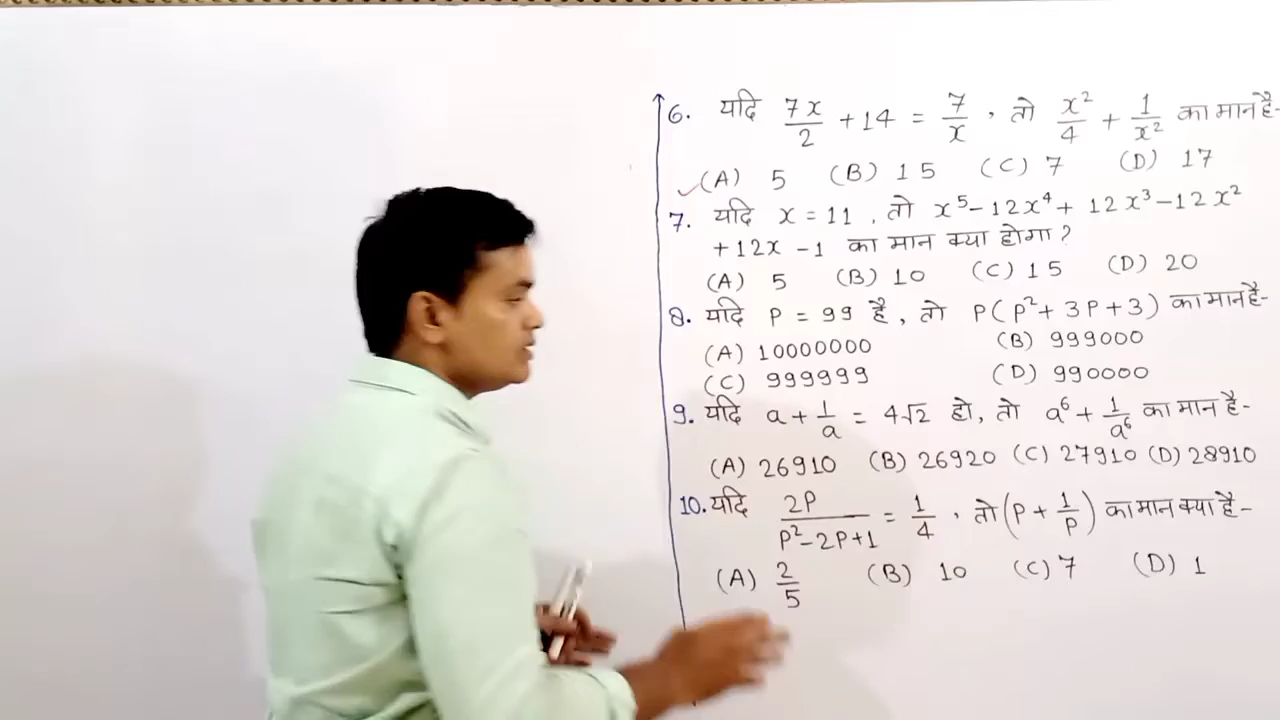 6. यदि 7x/2 + 14 = 7/x , तो x²/4 + 1/x² का मान है-
(A) 5 (B) 15 (C) 7 (D) 17
7. यदि x = 11 , तो x⁵ - 12x⁴ + 12x³ - 12x²
+ 12x - 1 का मान क्या होगा ?
(A) 5 (B) 10 (C) 15 (D) 20
8. यदि P = 99 है , तो P(P² + 3P + 3) का मान है-
(A) 10000000 (B) 999000
(C) 999999 (D) 990000
9. यदि a + 1/a = 4√2 हो, तो a⁶ + 1/a⁶ का मान है-
(A) 26910 (B) 26920 (C) 27910 (D) 28910
10. यदि 2P/(P² - 2P + 1) = 1/4 , तो (P + 1/P) का मान क्या है-
(A) 2/5 (B) 10 (C) 7 (D) 1